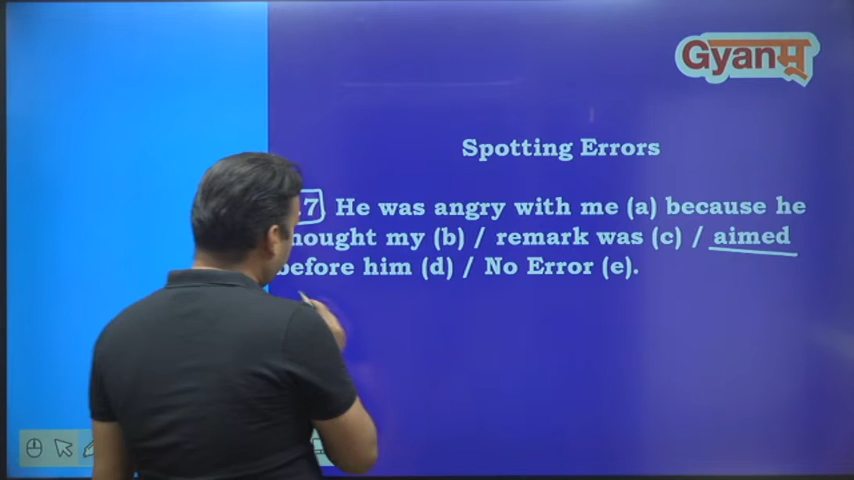 Gyanम
Spotting Errors
7. He was angry with me (a) because he
thought my (b) / remark was (c) / aimed
before him (d) / No Error (e).